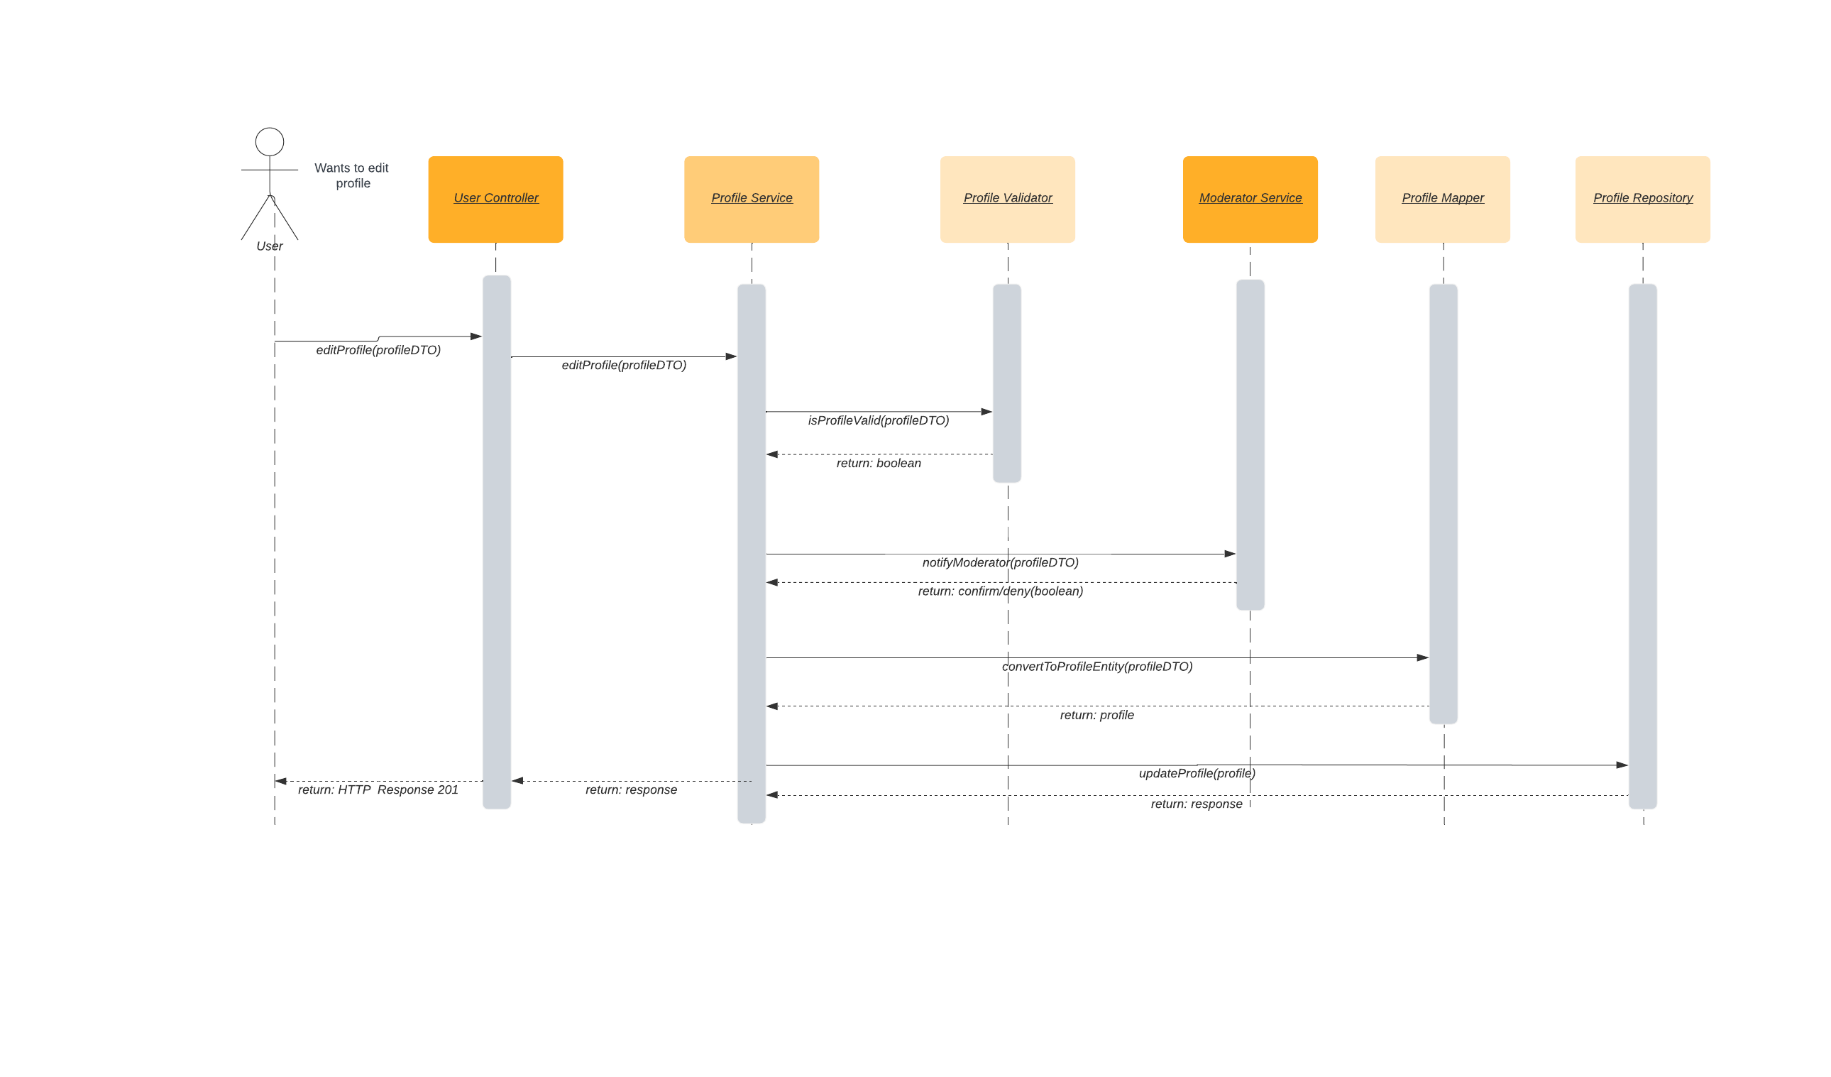 Wants to edit
profile
User
User Controller
Profile Service
Profile Validator
Moderator Service
Profile Mapper
Profile Repository
editProfile(profileDTO)
editProfile(profileDTO)
isProfileValid(profileDTO)
return: boolean
notifyModerator(profileDTO)
return: confirm/deny(boolean)
convertToProfileEntity(profileDTO)
return: profile
updateProfile(profile)
return: HTTP  Response 201
return: response
return: response